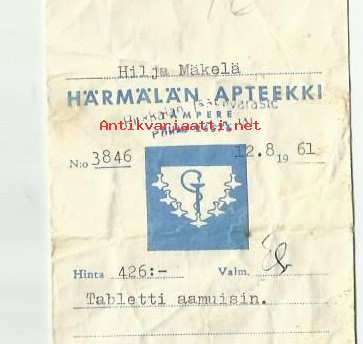 Hilja Mäkelä
HÄRMÄLÄN APTEEKKI
TAMPERE
Antikvariaatti.net
N:o 3846 12.8.19 61
Hinta 426:- Valm.
Tabletti aamuisin.